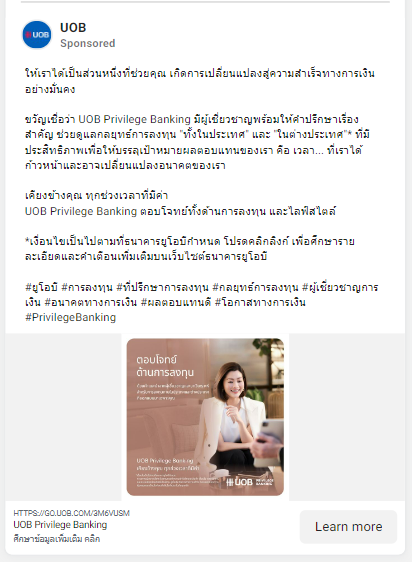 UOB
Sponsored
ให้เราได้เป็นส่วนหนึ่งที่ช่วยคุณ เกิดการเปลี่ยนแปลงสู่ความสำเร็จทางการเงิน
อย่างมั่นคง
ขวัญเชื่อว่า UOB Privilege Banking มีผู้เชี่ยวชาญพร้อมให้คำปรึกษาเรื่อง
สำคัญ ช่วยดูแลกลยุทธ์การลงทุน "ทั้งในประเทศ" และ "ในต่างประเทศ"* ที่มี
ประสิทธิภาพเพื่อให้บรรลุเป้าหมายผลตอบแทนของเรา คือ เวลา... ที่เราได้
ก้าวหน้าและอาจเปลี่ยนแปลงอนาคตของเรา
เคียงข้างคุณ ทุกช่วงเวลาที่มีค่า
UOB Privilege Banking ตอบโจทย์ทั้งด้านการลงทุน และไลฟ์สไตล์
*เงื่อนไขเป็นไปตามที่ธนาคารยูโอบีกำหนด โปรดคลิกลิงก์ เพื่อศึกษาราย
ละเอียดและคำเตือนเพิ่มเติมบนเว็บไซต์ธนาคารยูโอบี
#ยูโอบี #การลงทุน #ที่ปรึกษาการลงทุน #กลยุทธ์การลงทุน #ผู้เชี่ยวชาญการ
เงิน #อนาคตทางการเงิน #ผลตอบแทนดี #โอกาสทางการเงิน
#PrivilegeBanking
ตอบโจทย์
ด้านการลงทุน
UOB Privilege Banking
เคียงข้างคุณ ทุกช่วงเวลาที่มีค่า
UOB
PRIVILEGE
BANKING
HTTPS://GO.UOB.COM/3M6VUSM
UOB Privilege Banking
ศึกษาข้อมูลเพิ่มเติม คลิก
Learn more